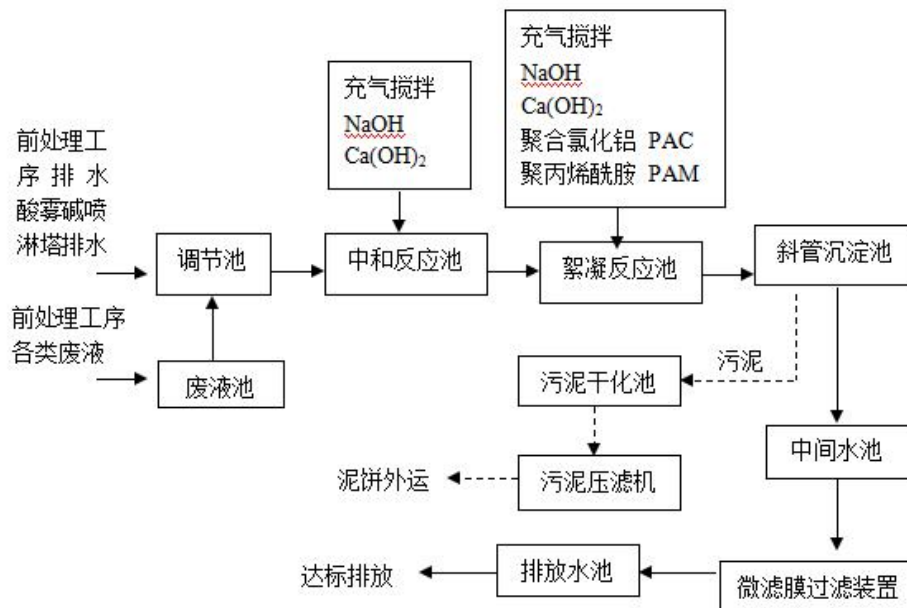 充气搅拌
NaOH
Ca(OH)2
聚合氯化铝 PAC
聚丙烯酰胺 PAM
充气搅拌
NaOH
Ca(OH)2
前处理工
序排水
酸雾碱喷
淋塔排水
调节池
中和反应池
絮凝反应池
斜管沉淀池
前处理工序
各类废液
废液池
污泥
污泥干化池
中间水池
泥饼外运
污泥压滤机
达标排放
排放水池
微滤膜过滤装置